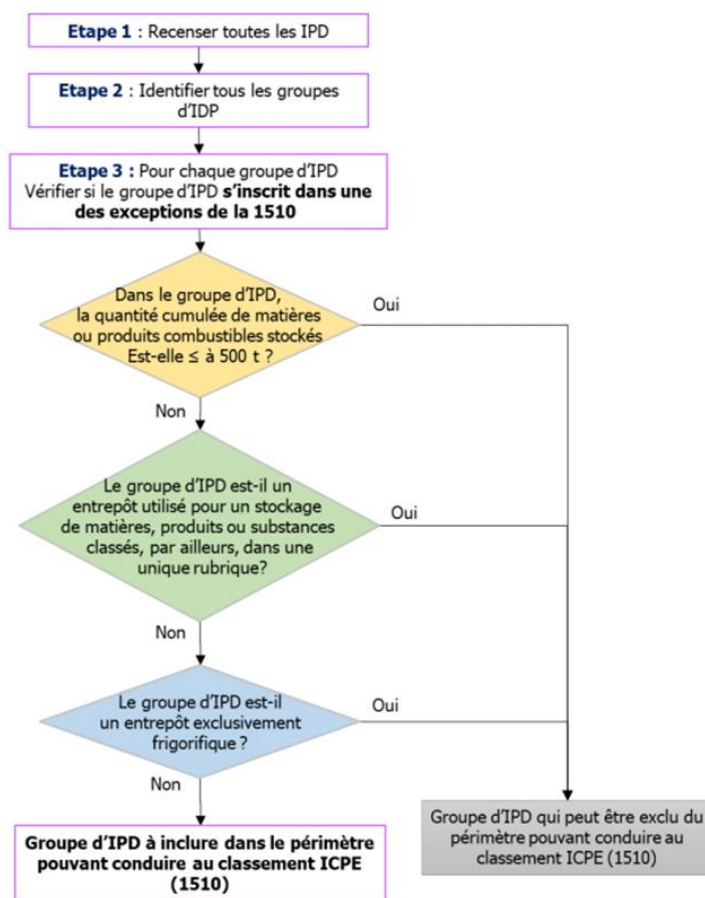 Etape 1 : Recenser toutes les IPD
Etape 2 : Identifier tous les groupes
d'IDP
Etape 3 : Pour chaque groupe d'IPD
Vérifier si le groupe d'IPD s'inscrit dans une
des exceptions de la 1510
Dans le groupe d'IPD,
la quantité cumulée de matières
ou produits combustibles stockés
Est-elle ≤ à 500 t ?
Oui
Non
Le groupe d'IPD est-il un
entrepôt utilisé pour un stockage
de matières, produits ou substances
classés, par ailleurs, dans une
unique rubrique?
Oui
Non
Le groupe d'IPD est-il
un entrepôt exclusivement
frigorifique ?
Oui
Non
Groupe d'IPD à inclure dans le périmètre
pouvant conduire au classement ICPE
(1510)
Groupe d'IPD qui peut être exclu du
périmètre pouvant conduire au
classement ICPE (1510)